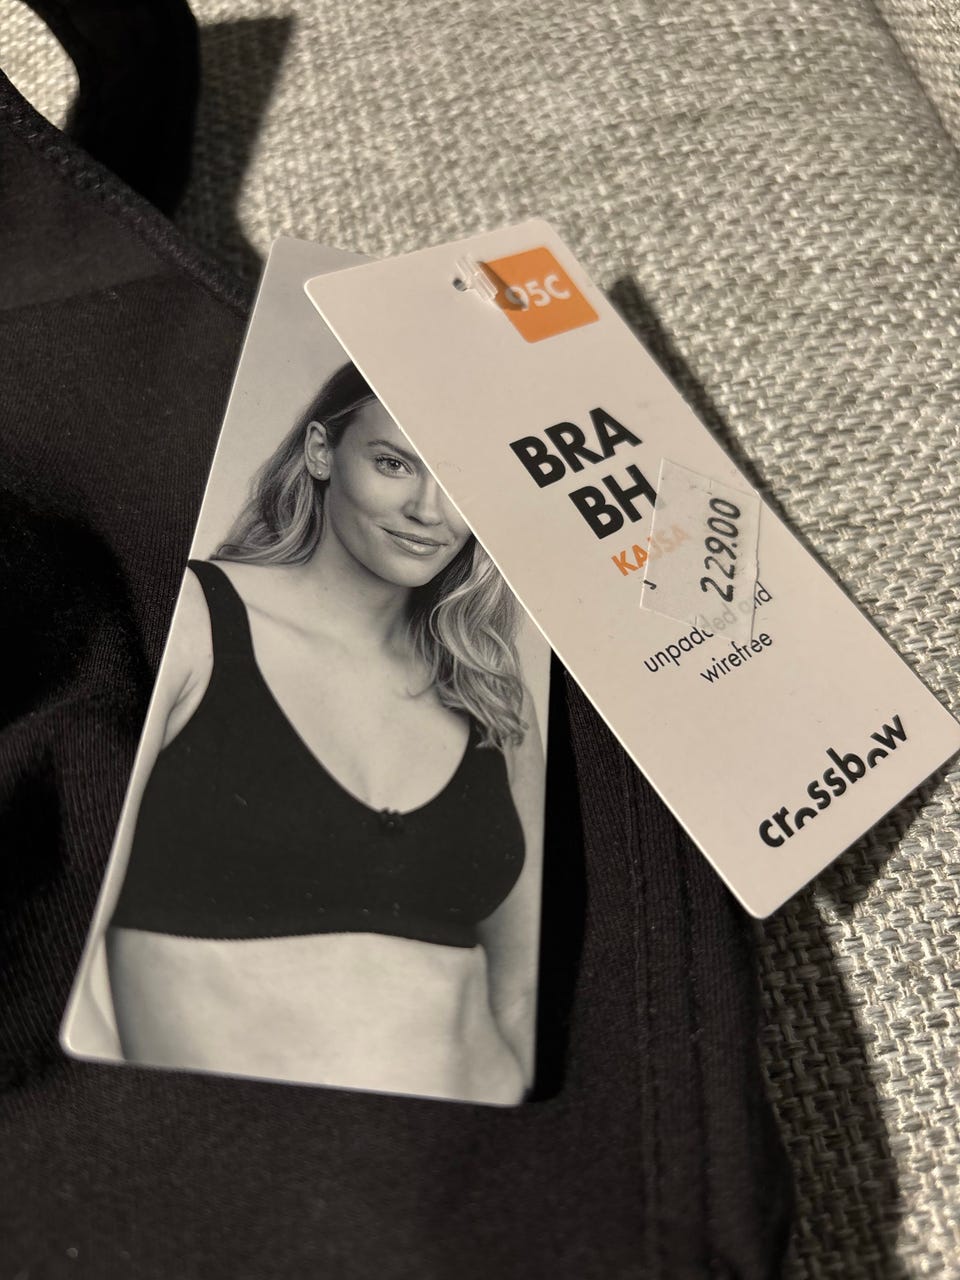 95C
BRA
BH
KAJSA
229.00
unpadded and
wirefree
crossbow